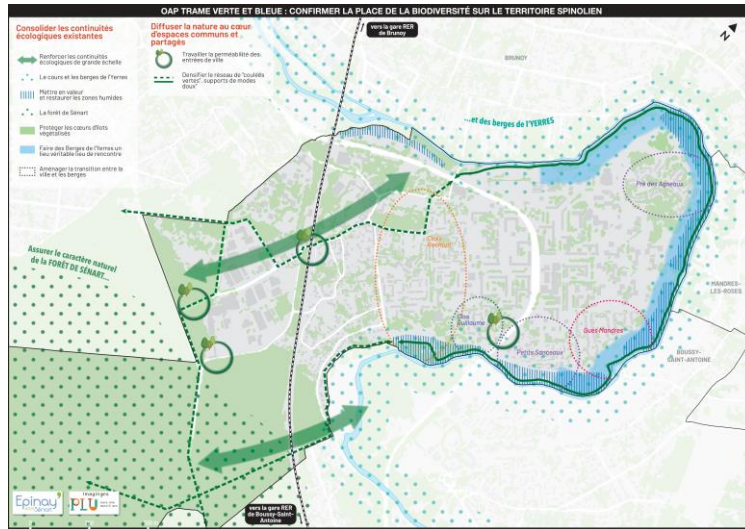 OAP TRAME VERTE ET BLEUE : CONFIRMER LA PLACE DE LA BIODIVERSITÉ SUR LE TERRITOIRE SPINOLIEN
Consolider les continuités
écologiques existantes
Renforcer les continuités
écologiques de grande échelle
Le cours et les berges de l'Yerres
Mettre en valeur
et restaurer les zones humides
La forêt de Sénart
Protéger les cœurs d'îlots
végétalisés
Faire des Berges de l'Yerres un
lieu véritable lieu de rencontre
Aménager la transition entre la
ville et les berges
Diffuser la nature au cœur
d'espaces communs et
partagés
Travailler la perméabilité des
entrées de ville
Densifier le réseau de "coulées
vertes", supports de modes
doux
vers la gare RER
de Brunoy
N
BRUNOY
...et des berges de l'YERRES
Pré des Agneaux
Assurer le caractère naturel
de la FORÊT DE SÉNART...
MANDRES-
LES-ROSES
Clos
Guillaume
Gués Mandres
Petits Sanceaux
BOUSSY-
SAINT-ANTOINE
Epinay
sous
Sénart
PLU
vers la gare RER
de Boussy-Saint-
Antoine